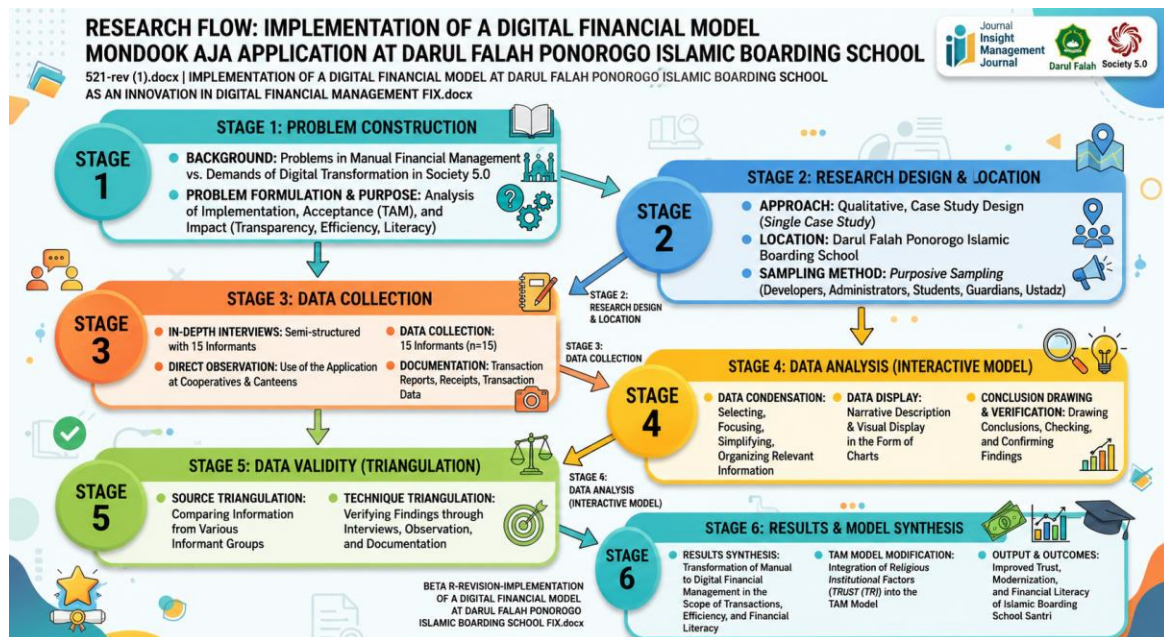 RESEARCH FLOW: IMPLEMENTATION OF A DIGITAL FINANCIAL MODEL
MONDOOK AJA APPLICATION AT DARUL FALAH PONOROGO ISLAMIC BOARDING SCHOOL
521-rev (1).docx | IMPLEMENTATION OF A DIGITAL FINANCIAL MODEL AT DARUL FALAH PONOROGO ISLAMIC BOARDING SCHOOL
AS AN INNOVATION IN DIGITAL FINANCIAL MANAGEMENT FIX.docx
Journal
Insight
Management
Journal
Darul Falah
Society 5.0
STAGE 1: PROBLEM CONSTRUCTION
STAGE
1
BACKGROUND: Problems in Manual Financial Management
vs. Demands of Digital Transformation in Society 5.0
PROBLEM FORMULATION & PURPOSE: Analysis
of Implementation, Acceptance (TAM), and
Impact (Transparency, Efficiency, Literacy)
STAGE 2: RESEARCH DESIGN & LOCATION
STAGE
2
APPROACH: Qualitative, Case Study Design
(Single Case Study)
LOCATION: Darul Falah Ponorogo Islamic
Boarding School
SAMPLING METHOD: Purposive Sampling
(Developers, Administrators, Students, Guardians, Ustadz)
STAGE 2:
RESEARCH DESIGN
& LOCATION
STAGE 3: DATA COLLECTION
STAGE
3
IN-DEPTH INTERVIEWS: Semi-structured
with 15 Informants
DIRECT OBSERVATION: Use of the Application
at Cooperatives & Canteens
DATA COLLECTION:
15 Informants (n=15)
DOCUMENTATION: Transaction
Reports, Receipts, Transaction
Data
STAGE 3:
DATA COLLECTION
STAGE 4: DATA ANALYSIS (INTERACTIVE MODEL)
STAGE
4
DATA CONDENSATION:
Selecting,
Focusing,
Simplifying,
Organizing Relevant
Information
DATA DISPLAY:
Narrative Description
& Visual Display
in the Form of
Charts
CONCLUSION DRAWING
& VERIFICATION: Drawing
Conclusions, Checking,
and Confirming
Findings
STAGE 4:
DATA ANALYSIS
(INTERACTIVE MODEL)
STAGE 5: DATA VALIDITY (TRIANGULATION)
STAGE
5
SOURCE TRIANGULATION:
Comparing Information
from Various
Informant Groups
TECHNIQUE TRIANGULATION:
Verifying Findings through
Interviews, Observation,
and Documentation
STAGE 6: RESULTS & MODEL SYNTHESIS
STAGE
6
RESULTS SYNTHESIS:
Transformation of Manual
to Digital Financial
Management in the
Scope of Transactions,
Efficiency, and Financial
Literacy
TAM MODEL MODIFICATION:
Integration of Religious
Institutional Factors
(TRUST (TR)) into the
TAM Model
OUTPUT & OUTCOMES:
Improved Trust,
Modernization,
and Financial Literacy
of Islamic Boarding
School Santri
BETA R-REVISION-IMPLEMENTATION
OF A DIGITAL FINANCIAL MODEL
AT DARUL FALAH PONOROGO
ISLAMIC BOARDING SCHOOL FIX.docx